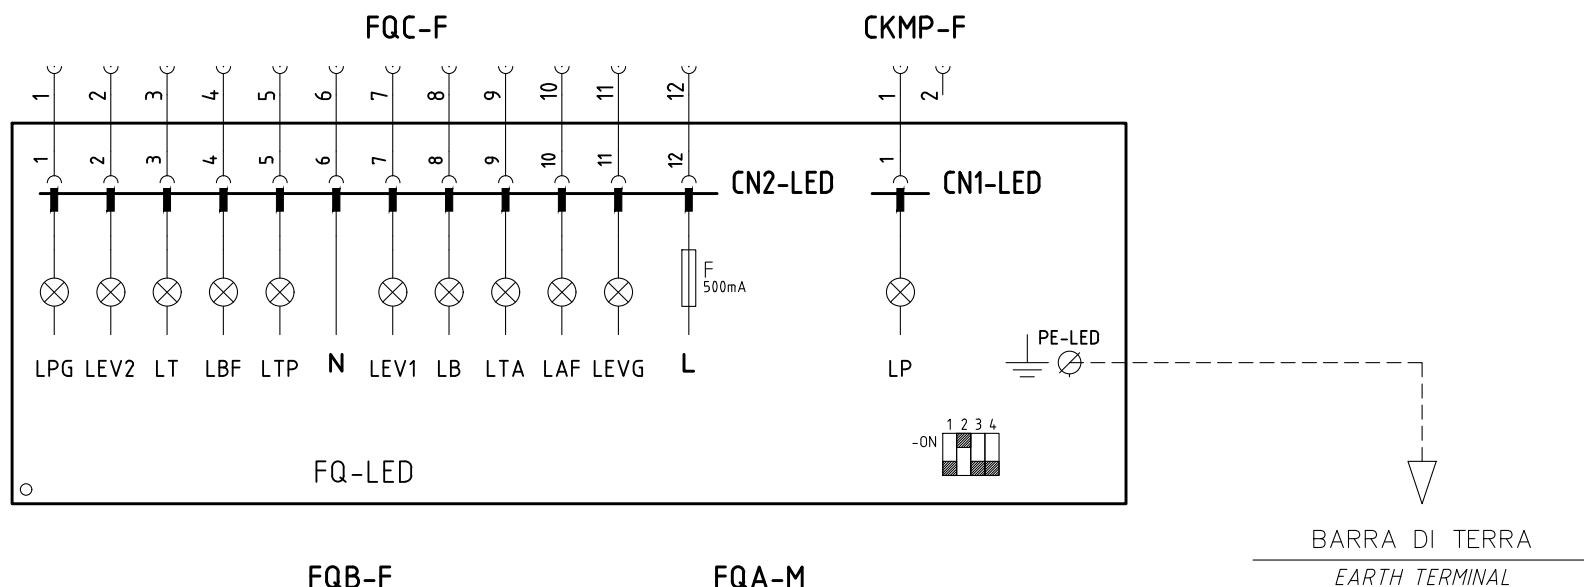 FQC-F CKMP-F
1 2 3 4 5 6 7 8 9 10 11 12 1 2
1 2 3 4 5 6 7 8 9 10 11 12 CN2-LED 1 CN1-LED
F
500mA
PE-LED
LPG LEV2 LT LBF LTP N LEV1 LB LTA LAF LEVG L LP
1 2 3 4
-ON
FQ-LED
BARRA DI TERRA
EARTH TERMINAL
FQB-F FQA-M